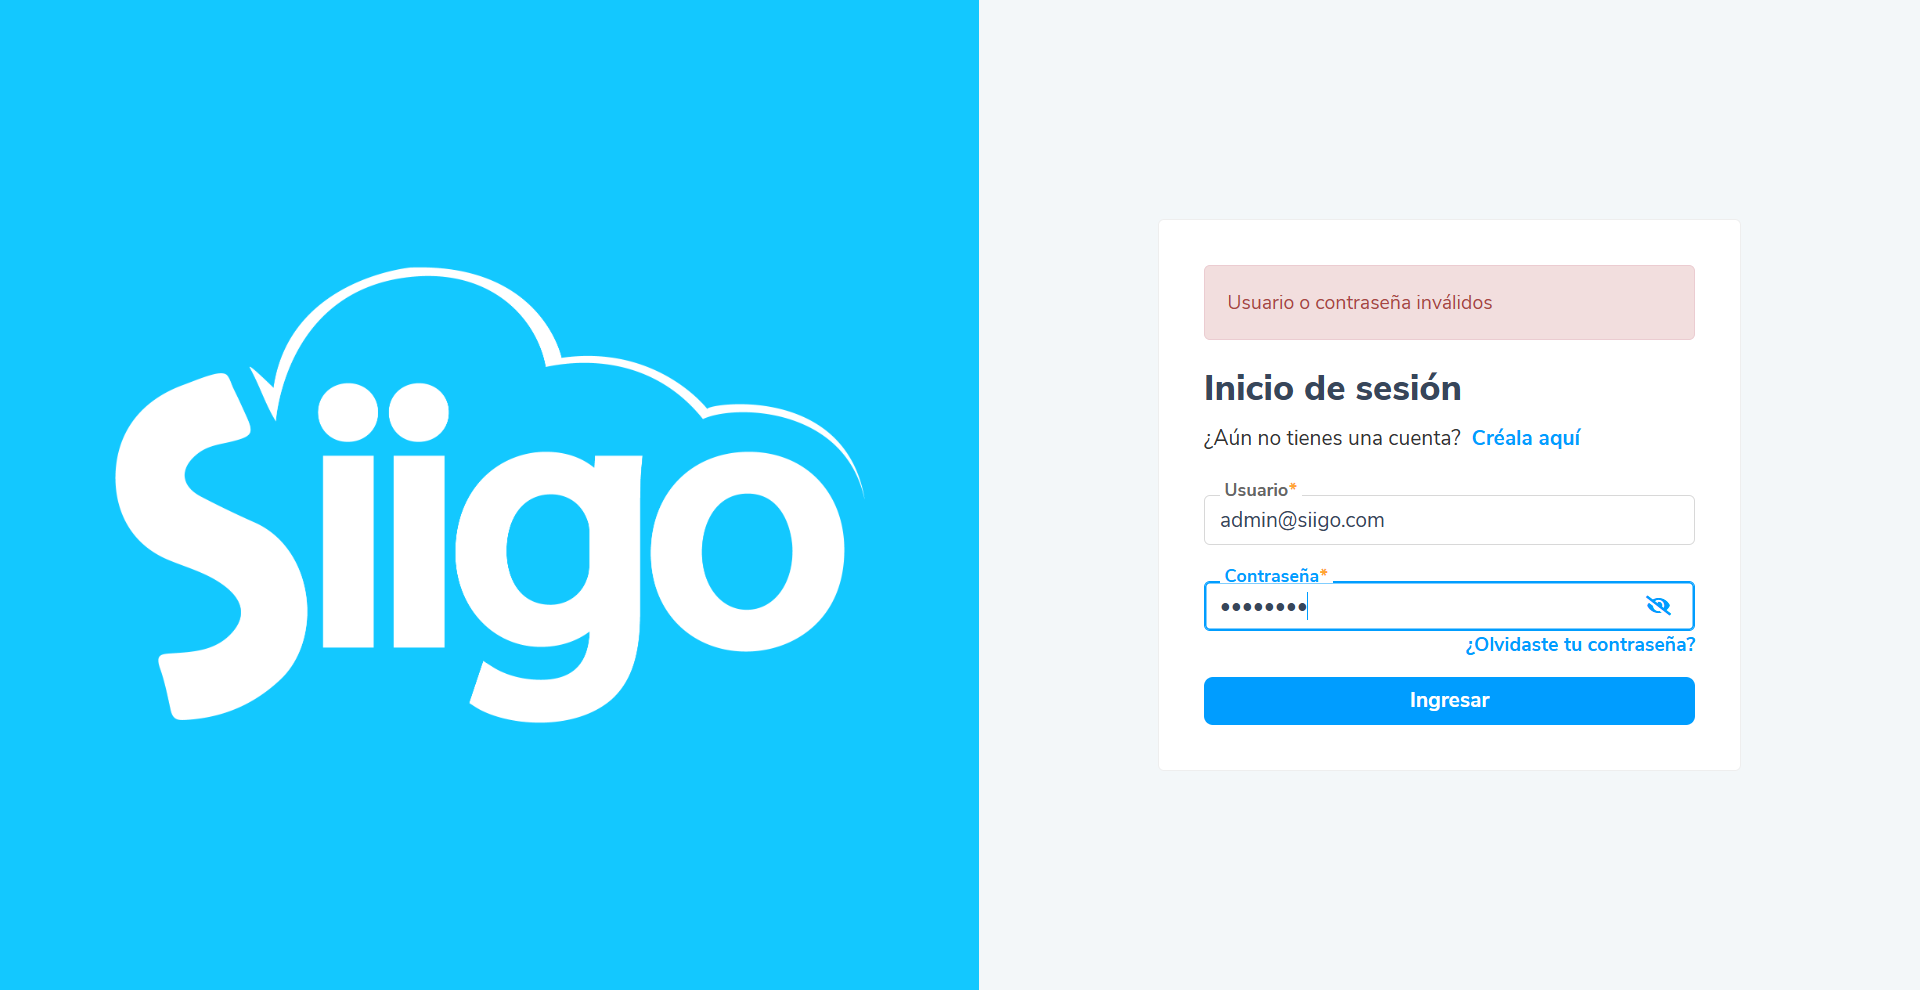 Siigo
Usuario o contraseña inválidos
Inicio de sesión
¿Aún no tienes una cuenta? Créala aquí
Usuario*
admin@siigo.com
Contraseña*
••••••••
¿Olvidaste tu contraseña?
Ingresar